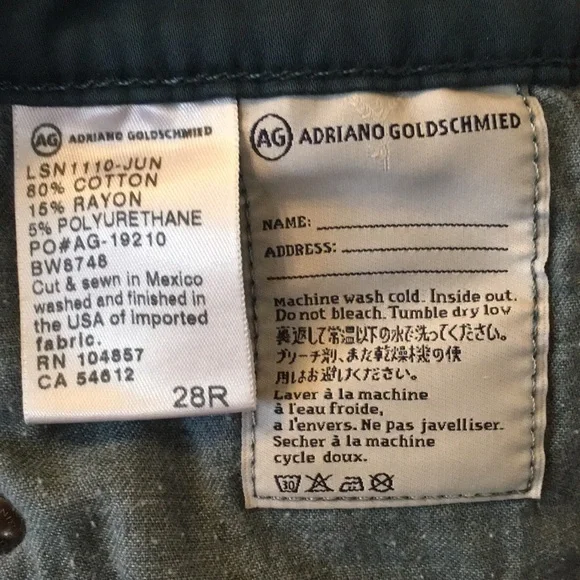 AG ADRIANO GOLDSCHMIED
LSN1110-JUN
80% COTTON
15% RAYON
5% POLYURETHANE
PO#AG-19210
BW8748
Cut & sewn in Mexico
washed and finished in
the USA of imported
fabric.
RN 104857
CA 54612
28R
AG ADRIANO GOLDSCHMIED
NAME:
ADDRESS:
Machine wash cold. Inside out.
Do not bleach. Tumble dry low
裏返して常温以下の水で洗ってください。
ブリーチ剤、また乾燥機の使
用はお避けください。
Laver à la machine
à l'eau froide,
a l'envers. Ne pas javelliser.
Secher à la machine
cycle doux.
30